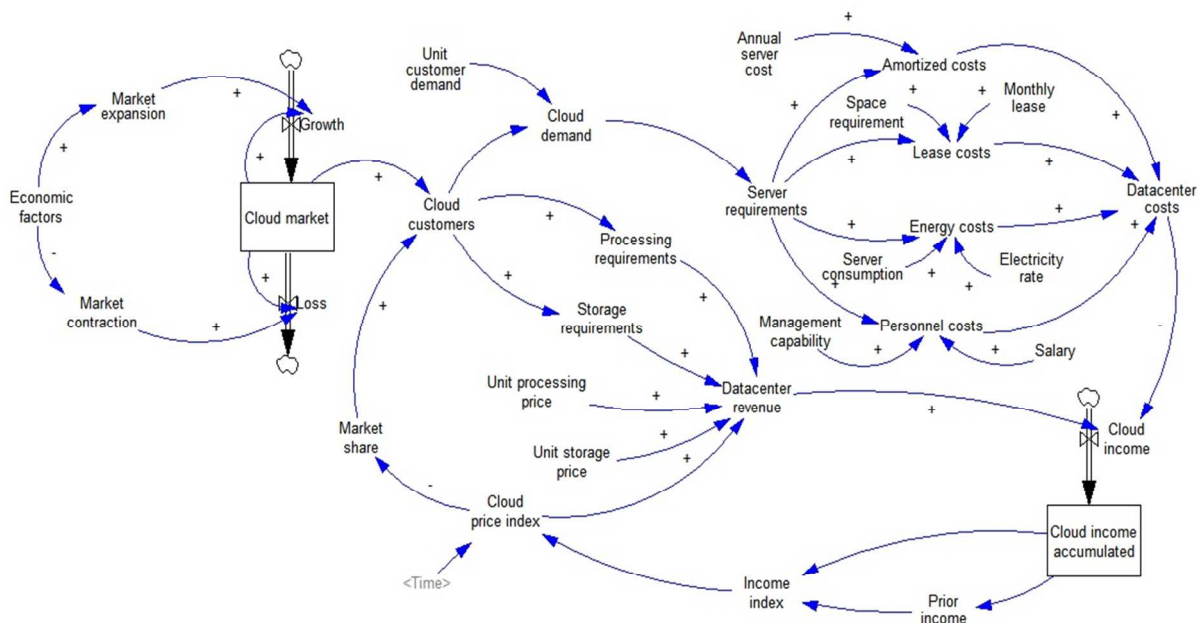 Market
expansion
+
+
Growth
+
Economic
factors
-
Market
contraction
+
Cloud market
+
+
Loss
Unit
customer
demand
Cloud
demand
+
Cloud
customers
+
Processing
requirements
+
Storage
requirements
+
+
+
Market
share
-
Cloud
price index
<Time>
Unit processing
price
+
Unit storage
price
+
+
Datacenter
revenue
+
Annual
server
cost
+
Amortized costs
+
Space
requirement
+
+
Monthly
lease
Lease costs
+
+
+
Server
requirements
Datacenter
costs
+
Energy costs
+
+
Server
consumption
+
+
Electricity
rate
+
Management
capability
+
Personnel costs
+
Salary
-
Cloud
income
Cloud income
accumulated
Income
index
Prior
income